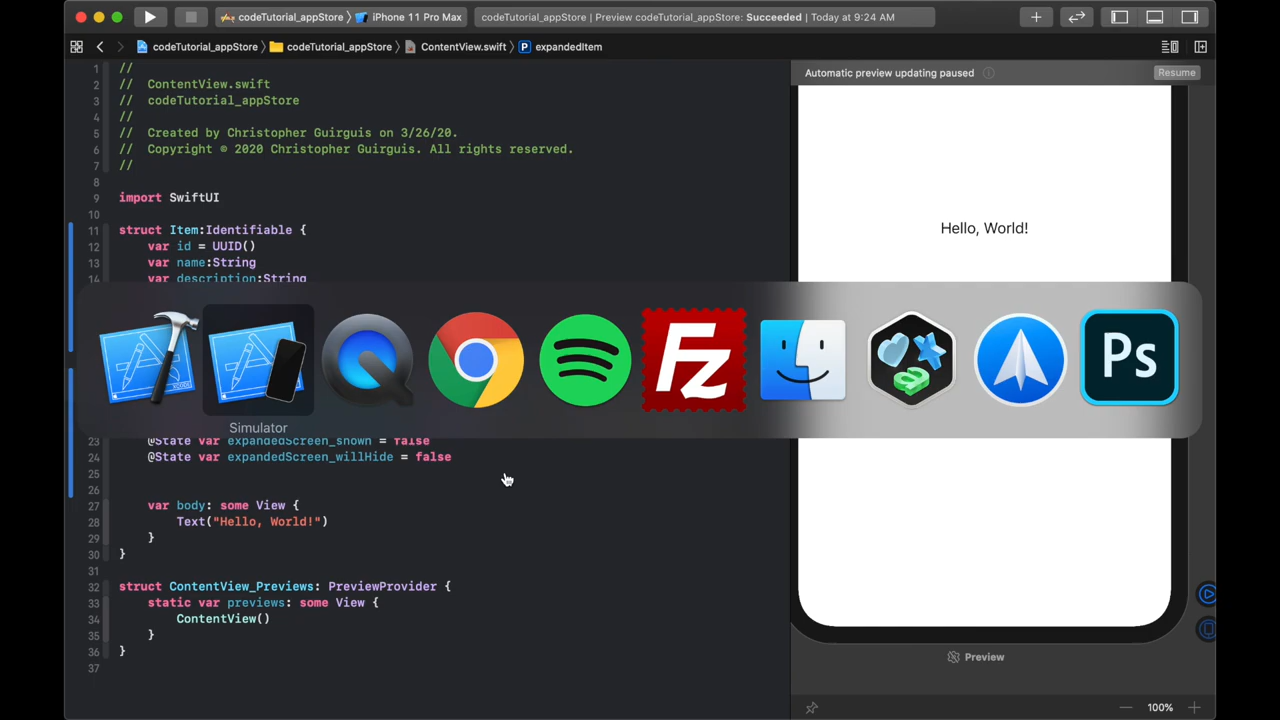 codeTutorial_appStore
iPhone 11 Pro Max
codeTutorial_appStore | Preview codeTutorial_appStore: Succeeded | Today at 9:24 AM
codeTutorial_appStore
codeTutorial_appStore
ContentView.swift
P expandedItem
Automatic preview updating paused
Resume
1 //
2 // ContentView.swift
3 // codeTutorial_appStore
4 //
5 // Created by Christopher Guirguis on 3/26/20.
6 // Copyright © 2020 Christopher Guirguis. All rights reserved.
7 //
8
9 import SwiftUI
10
11 struct Item:Identifiable {
12 var id = UUID()
13 var name:String
14 var description:String
Hello, World!
Fz
Ps
Simulator
23 @State var expandedScreen_shown = false
24 @State var expandedScreen_willHide = false
25
26
27 var body: some View {
28 Text("Hello, World!")
29 }
30 }
31
32 struct ContentView_Previews: PreviewProvider {
33 static var previews: some View {
34 ContentView()
35 }
36 }
37
Preview
100%